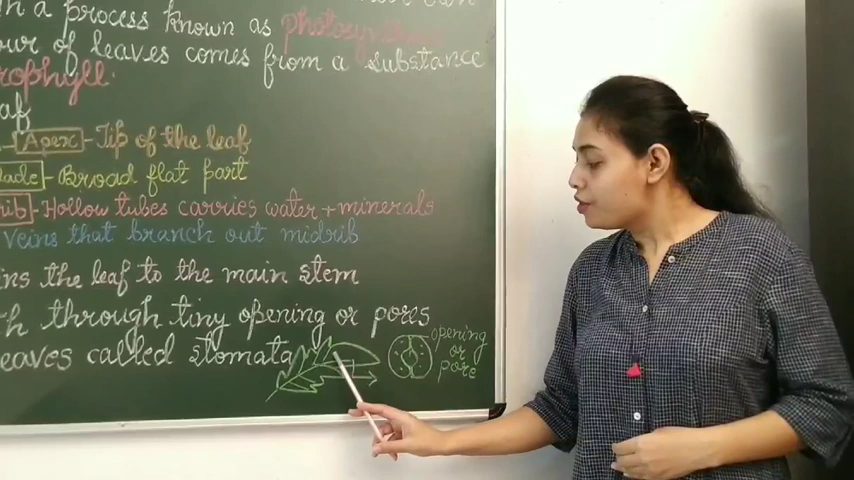 n a process known as photosynthesis
our of leaves comes from a substance
rophyll.
af
Apex - Tip of the leaf
lade - Broad flat part
rib - Hollow tubes carries water + minerals
Veins that branch out midrib
ins the leaf to the main stem
h through tiny opening or pores
eaves called stomata
opening
or
pore